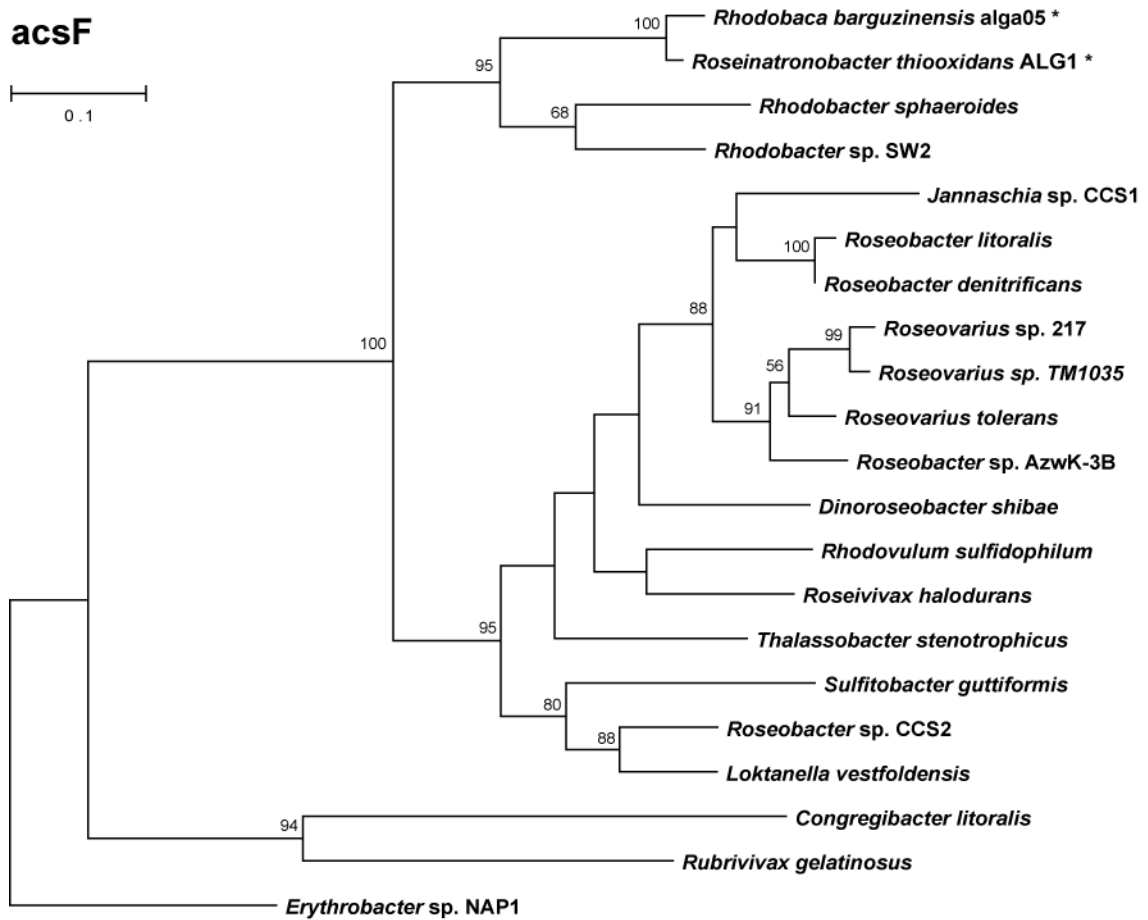 acsF
0.1
100
Rhodobaca barguzinensis alga05 *
Roseinatronobacter thiooxidans ALG1 *
95
68
Rhodobacter sphaeroides
Rhodobacter sp. SW2
Jannaschia sp. CCS1
100
Roseobacter litoralis
Roseobacter denitrificans
88
99
Roseovarius sp. 217
Roseovarius sp. TM1035
56
Roseovarius tolerans
91
Roseobacter sp. AzwK-3B
100
Dinoroseobacter shibae
Rhodovulum sulfidophilum
Roseivivax halodurans
95
Thalassobacter stenotrophicus
80
Sulfitobacter guttiformis
88
Roseobacter sp. CCS2
Loktanella vestfoldensis
94
Congregibacter litoralis
Rubrivivax gelatinosus
Erythrobacter sp. NAP1